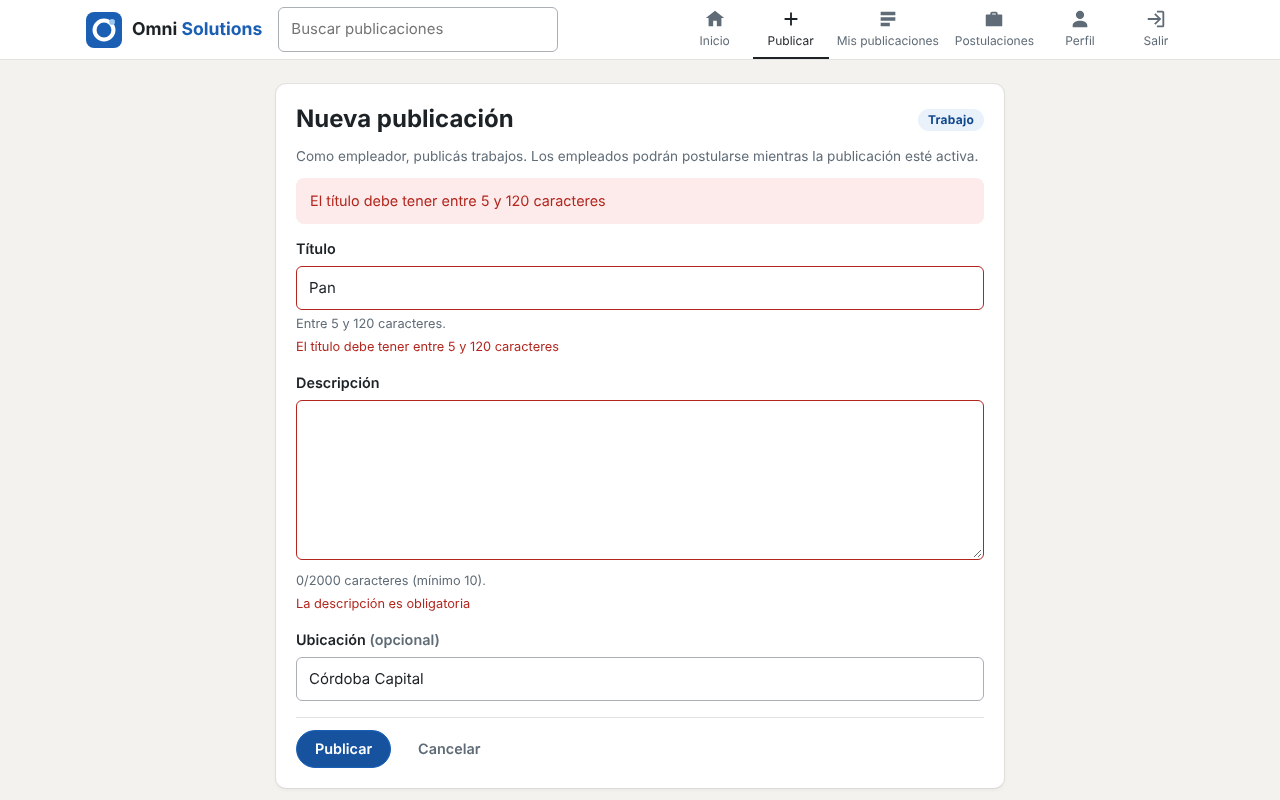 Omni Solutions
Buscar publicaciones
Inicio
Publicar
Mis publicaciones
Postulaciones
Perfil
Salir
Nueva publicación
Trabajo
Como empleador, publicás trabajos. Los empleados podrán postularse mientras la publicación esté activa.
El título debe tener entre 5 y 120 caracteres
Título
Pan
Entre 5 y 120 caracteres.
El título debe tener entre 5 y 120 caracteres
Descripción
0/2000 caracteres (mínimo 10).
La descripción es obligatoria
Ubicación (opcional)
Córdoba Capital
Publicar
Cancelar